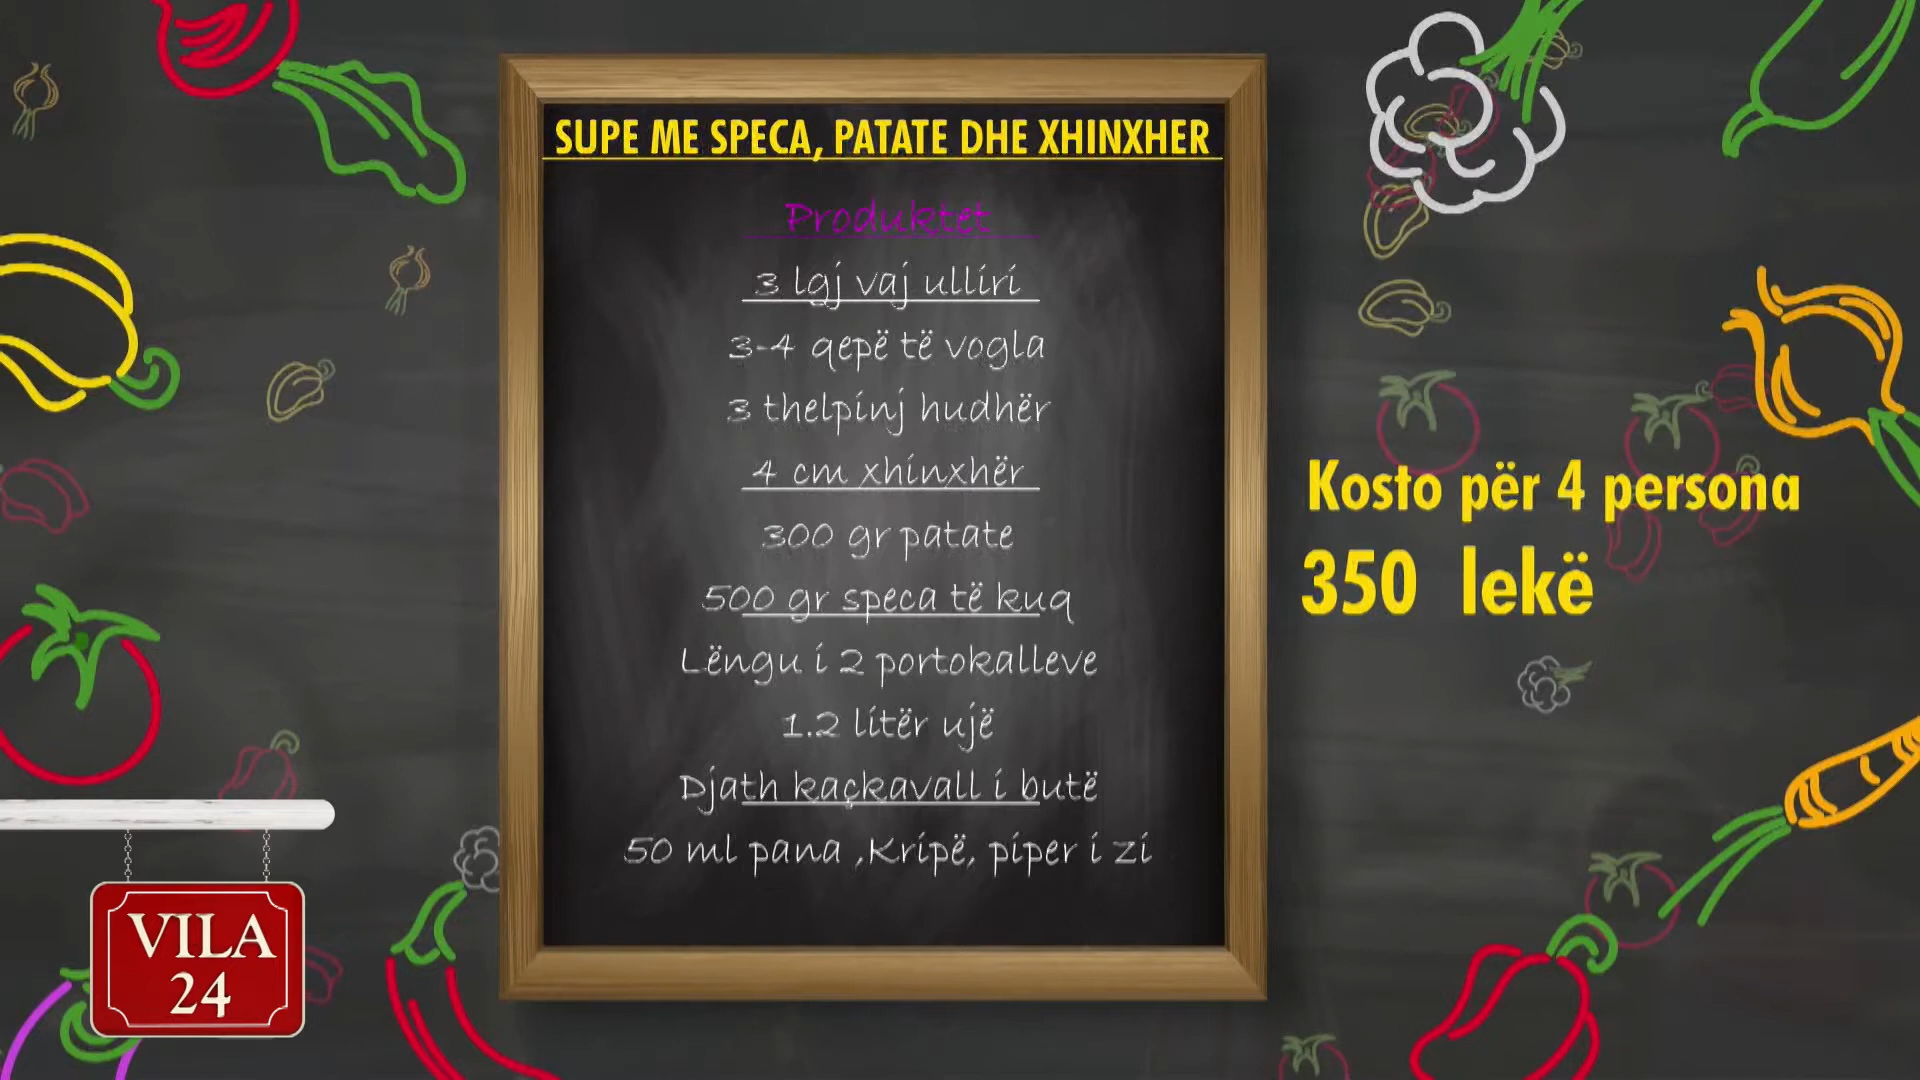 SUPE ME SPECA, PATATE DHE XHINXHER
Produktet
3 lgj vaj ulliri
3-4 qepë të vogla
3 thelpinj hudhër
4 cm xhinxhër
300 gr patate
500 gr speca të kuq
Lëngu i 2 portokalleve
1.2 litër ujë
Djath kaçkavall i butë
50 ml pana ,Kripë, piper i zi
Kosto për 4 persona
350 lekë
VILA
24